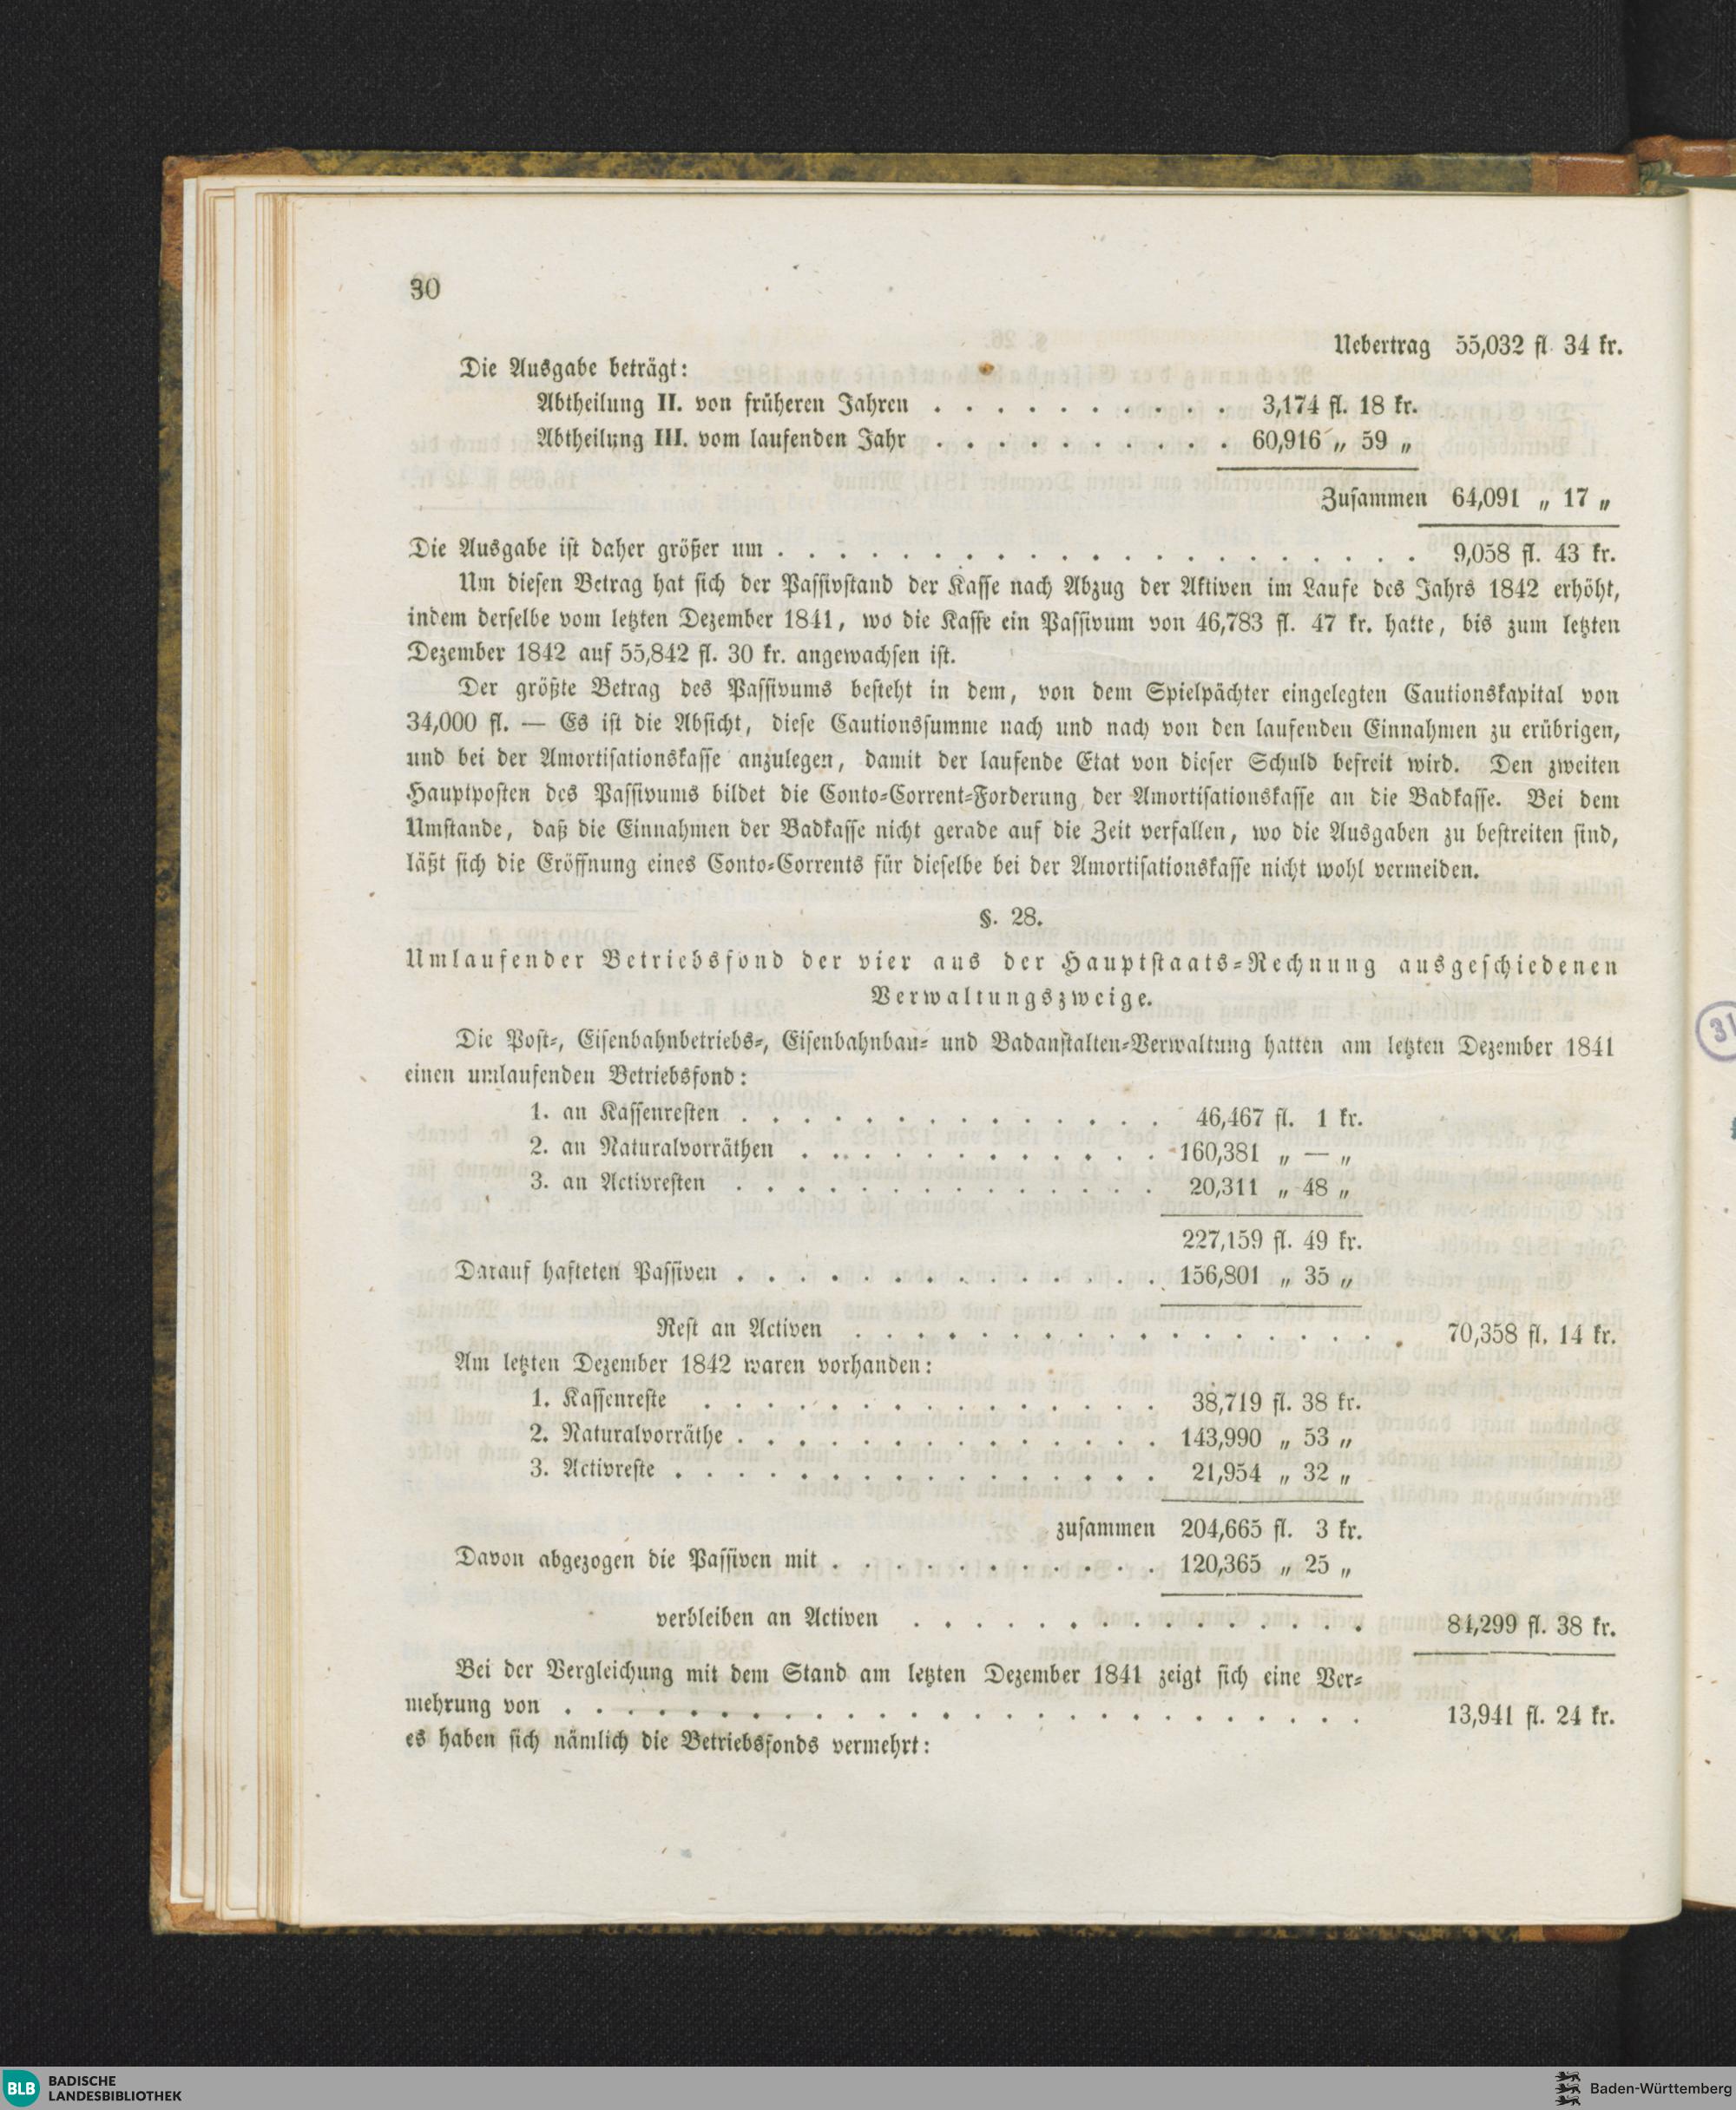 30
Uebertrag 55,032 fl. 34 kr.
Die Ausgabe beträgt:
Abtheilung II. von früheren Jahren . . . . . . . . . . 3,174 fl. 18 kr.
Abtheilung III. vom laufenden Jahr . . . . . . . . . . 60,916 „ 59 „
Zusammen 64,091 „ 17 „
Die Ausgabe ist daher größer um . . . . . . . . . . . . . . . . . . . . . 9,058 fl. 43 kr.
Um diesen Betrag hat sich der Passivstand der Kasse nach Abzug der Aktiven im Laufe des Jahrs 1842 erhöht,
indem derselbe vom letzten Dezember 1841, wo die Kasse ein Passivum von 46,783 fl. 47 kr. hatte, bis zum letzten
Dezember 1842 auf 55,842 fl. 30 kr. angewachsen ist.
Der größte Betrag des Passivums besteht in dem, von dem Spielpächter eingelegten Cautionskapital von
34,000 fl. — Es ist die Absicht, diese Cautionssumme nach und nach von den laufenden Einnahmen zu erübrigen,
und bei der Amortisationskasse anzulegen, damit der laufende Etat von dieser Schuld befreit wird. Den zweiten
Hauptposten des Passivums bildet die Conto-Corrent-Forderung der Amortisationskasse an die Badkasse. Bei dem
Umstande, daß die Einnahmen der Badkasse nicht gerade auf die Zeit verfallen, wo die Ausgaben zu bestreiten sind,
läßt sich die Eröffnung eines Conto-Corrents für dieselbe bei der Amortisationskasse nicht wohl vermeiden.
§. 28.
Umlaufender Betriebsfond der vier aus der Hauptstaats-Rechnung ausgeschiedenen
Verwaltungszweige.
Die Post-, Eisenbahnbetriebs-, Eisenbahnbau- und Badanstalten-Verwaltung hatten am letzten Dezember 1841
einen umlaufenden Betriebsfond:
1. an Kassenresten . . . . . . . . . . . . . . 46,467 fl. 1 kr.
2. an Naturalvorräthen . . . . . . . . . . . . 160,381 „ — „
3. an Activresten . . . . . . . . . . . . . . 20,311 „ 48 „
227,159 fl. 49 kr.
Darauf hafteten Passiven . . . . . . . . . . . . . . 156,801 „ 35 „
Rest an Activen . . . . . . . . . . . . . . . . . . 70,358 fl. 14 kr.
Am letzten Dezember 1842 waren vorhanden:
1. Kassenreste . . . . . . . . . . . . . . . 38,719 fl. 38 kr.
2. Naturalvorräthe . . . . . . . . . . . . . . 143,990 „ 53 „
3. Activreste . . . . . . . . . . . . . . . . 21,954 „ 32 „
zusammen 204,665 fl. 3 kr.
Davon abgezogen die Passiven mit . . . . . . . . . . . 120,365 „ 25 „
verbleiben an Activen . . . . . . . . . . . . . . . 84,299 fl. 38 kr.
Bei der Vergleichung mit dem Stand am letzten Dezember 1841 zeigt sich eine Ver-
mehrung von . . . . . . . . . . . . . . . . . . . . . . . . . . 13,941 fl. 24 kr.
es haben sich nämlich die Betriebsfonds vermehrt:
31
BLB BADISCHE
LANDESBIBLIOTHEK
Baden-Württemberg